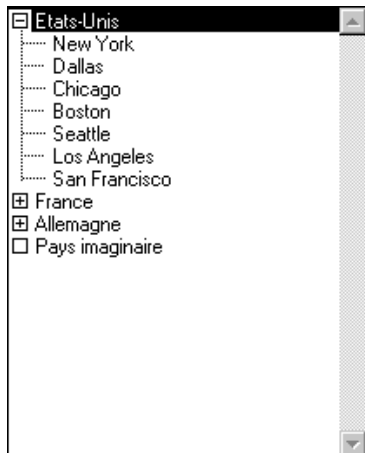 Etats-Unis
New York
Dallas
Chicago
Boston
Seattle
Los Angeles
San Francisco
France
Allemagne
Pays imaginaire